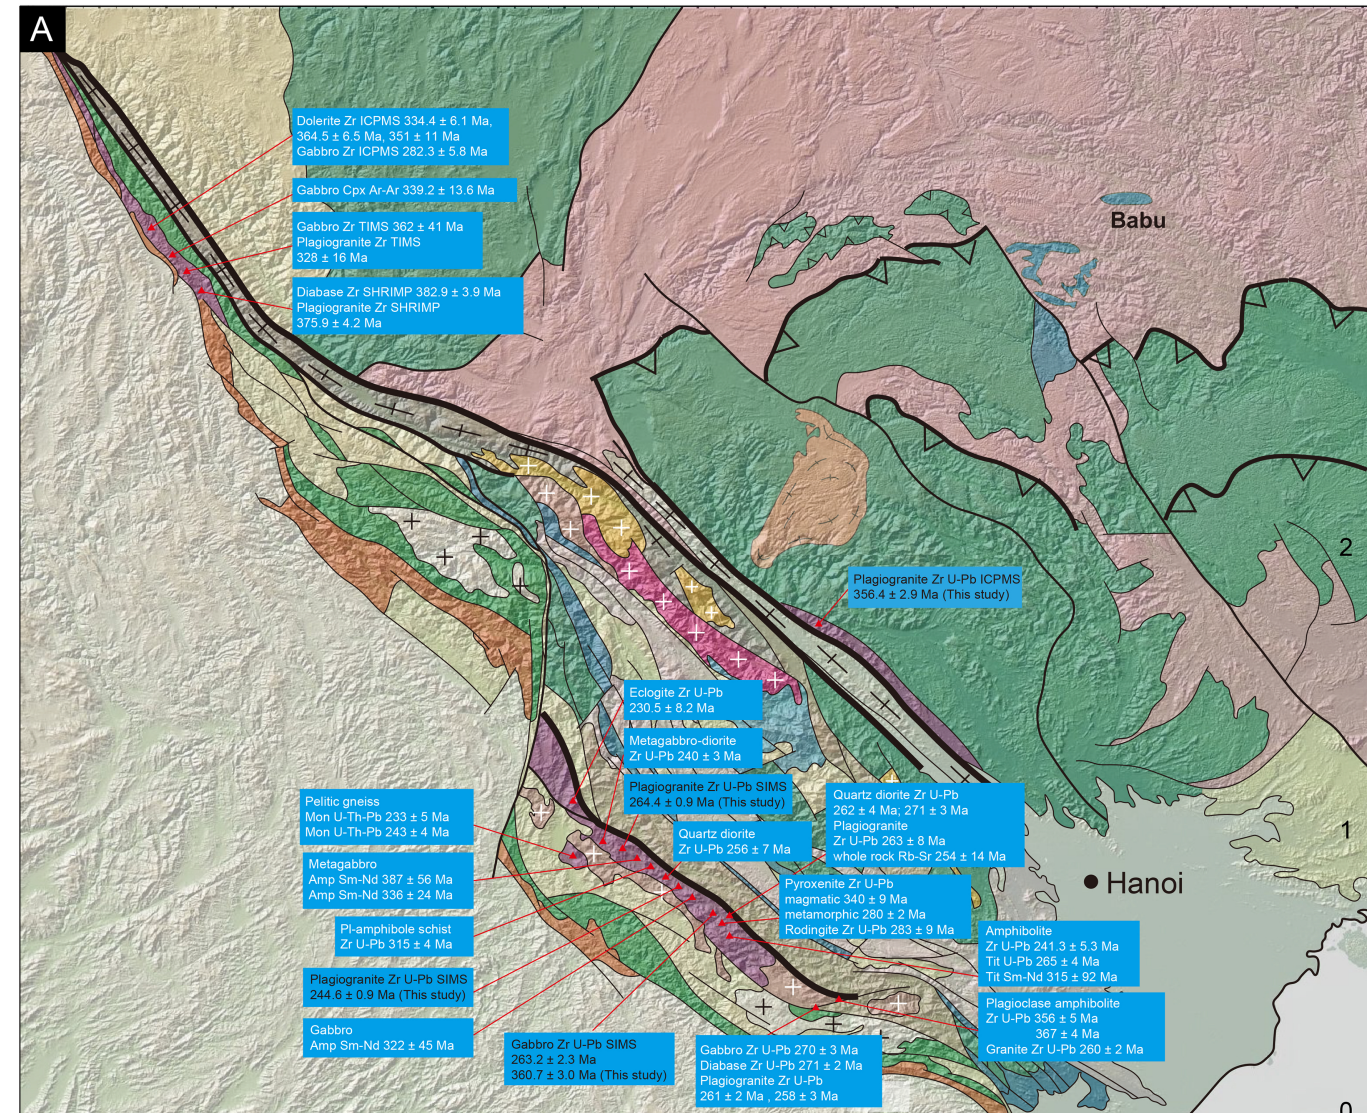 A
Dolerite Zr ICPMS 334.4 ± 6.1 Ma,
364.5 ± 6.5 Ma, 351 ± 11 Ma
Gabbro Zr ICPMS 282.3 ± 5.8 Ma
Gabbro Cpx Ar-Ar 339.2 ± 13.6 Ma
Gabbro Zr TIMS 362 ± 41 Ma
Plagiogranite Zr TIMS
328 ± 16 Ma
Diabase Zr SHRIMP 382.9 ± 3.9 Ma
Plagiogranite Zr SHRIMP
375.9 ± 4.2 Ma
Babu
2
Plagiogranite Zr U-Pb ICPMS
356.4 ± 2.9 Ma (This study)
Eclogite Zr U-Pb
230.5 ± 8.2 Ma
Metagabbro-diorite
Zr U-Pb 240 ± 3 Ma
Plagiogranite Zr U-Pb SIMS
264.4 ± 0.9 Ma (This study)
Quartz diorite
Zr U-Pb 256 ± 7 Ma
Quartz diorite Zr U-Pb
262 ± 4 Ma; 271 ± 3 Ma
Plagiogranite
Zr U-Pb 263 ± 8 Ma
whole rock Rb-Sr 254 ± 14 Ma
1
Hanoi
Pelitic gneiss
Mon U-Th-Pb 233 ± 5 Ma
Mon U-Th-Pb 243 ± 4 Ma
Metagabbro
Amp Sm-Nd 387 ± 56 Ma
Amp Sm-Nd 336 ± 24 Ma
Pyroxenite Zr U-Pb
magmatic 340 ± 9 Ma
metamorphic 280 ± 2 Ma
Rodingite Zr U-Pb 283 ± 9 Ma
Pl-amphibole schist
Zr U-Pb 315 ± 4 Ma
Amphibolite
Zr U-Pb 241.3 ± 5.3 Ma
Tit U-Pb 265 ± 4 Ma
Tit Sm-Nd 315 ± 92 Ma
Plagiogranite Zr U-Pb SIMS
244.6 ± 0.9 Ma (This study)
Plagioclase amphibolite
Zr U-Pb 356 ± 5 Ma
367 ± 4 Ma
Granite Zr U-Pb 260 ± 2 Ma
Gabbro
Amp Sm-Nd 322 ± 45 Ma
Gabbro Zr U-Pb SIMS
263.2 ± 2.3 Ma
360.7 ± 3.0 Ma (This study)
Gabbro Zr U-Pb 270 ± 3 Ma
Diabase Zr U-Pb 271 ± 2 Ma
Plagiogranite Zr U-Pb
261 ± 2 Ma , 258 ± 3 Ma